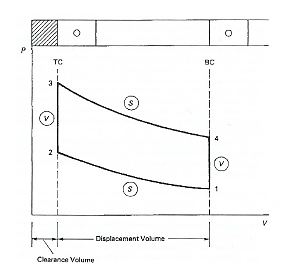 P
TC
BC
3
S
V
4
2
V
S
1
V
Displacement Volume
Clearance Volume